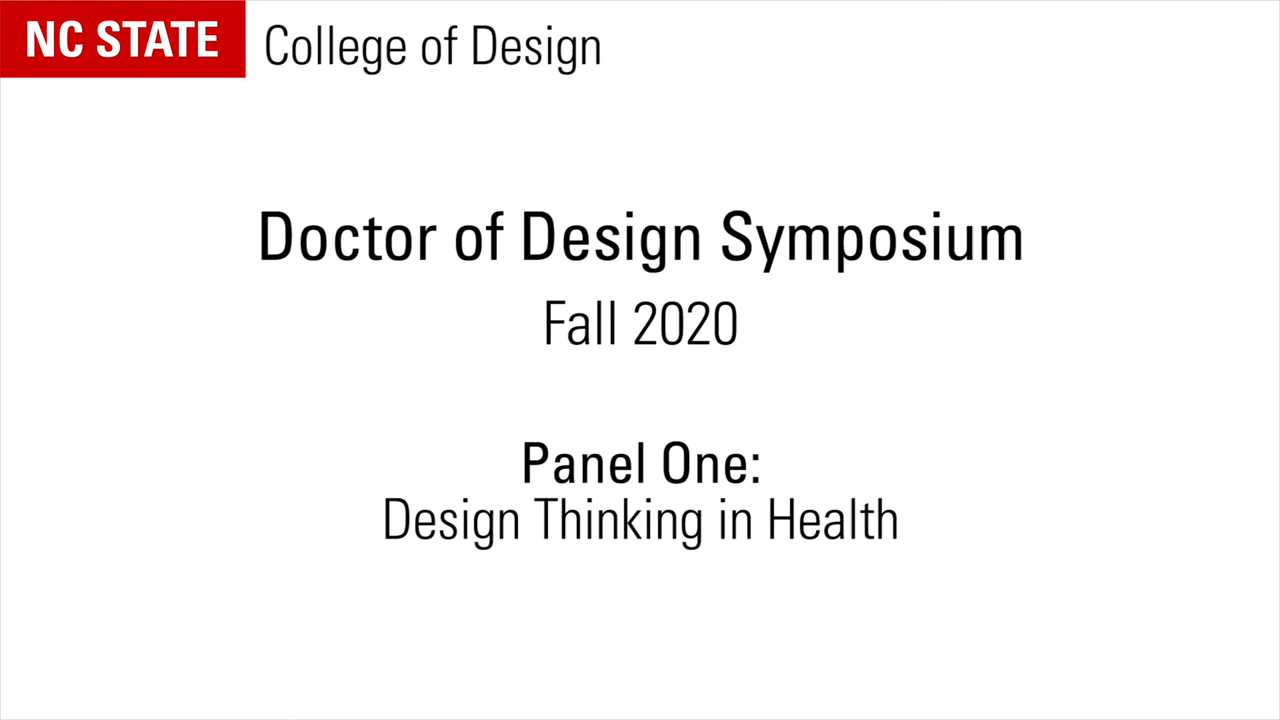 NC STATE College of Design
Doctor of Design Symposium
Fall 2020
Panel One:
Design Thinking in Health